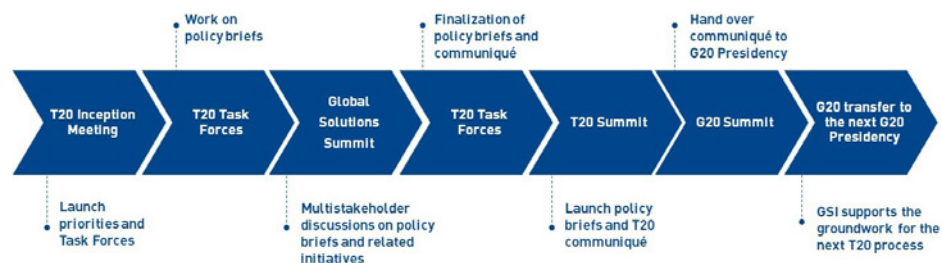 Work on
policy briefs
Finalization of
policy briefs and
communiqué
Hand over
communiqué to
G20 Presidency
T20 Inception
Meeting
T20 Task
Forces
Global
Solutions
Summit
T20 Task
Forces
T20 Summit
G20 Summit
G20 transfer to
the next G20
Presidency
Launch
priorities and
Task Forces
Multistakeholder
discussions on policy
briefs and related
initiatives
Launch policy
briefs and T20
communiqué
GSI supports the
groundwork for the
next T20 process